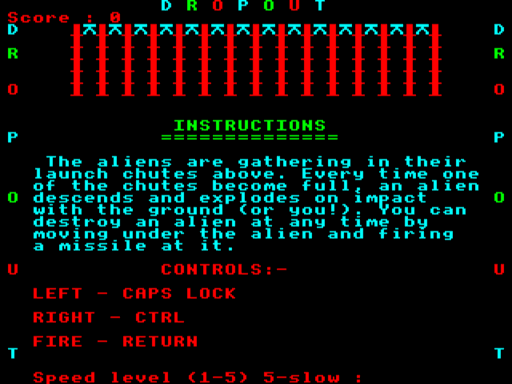 D R O P O U T
Score : 0
D
R
O
P
O
U
T
D
R
O
P
O
U
T
INSTRUCTIONS
==============
The aliens are gathering in their
launch chutes above. Every time one
of the chutes become full, an alien
descends and explodes on impact
with the ground (or you!). You can
destroy an alien at any time by
moving under the alien and firing
a missile at it.
CONTROLS:-
LEFT - CAPS LOCK
RIGHT - CTRL
FIRE - RETURN
Speed level (1-5) 5-slow :